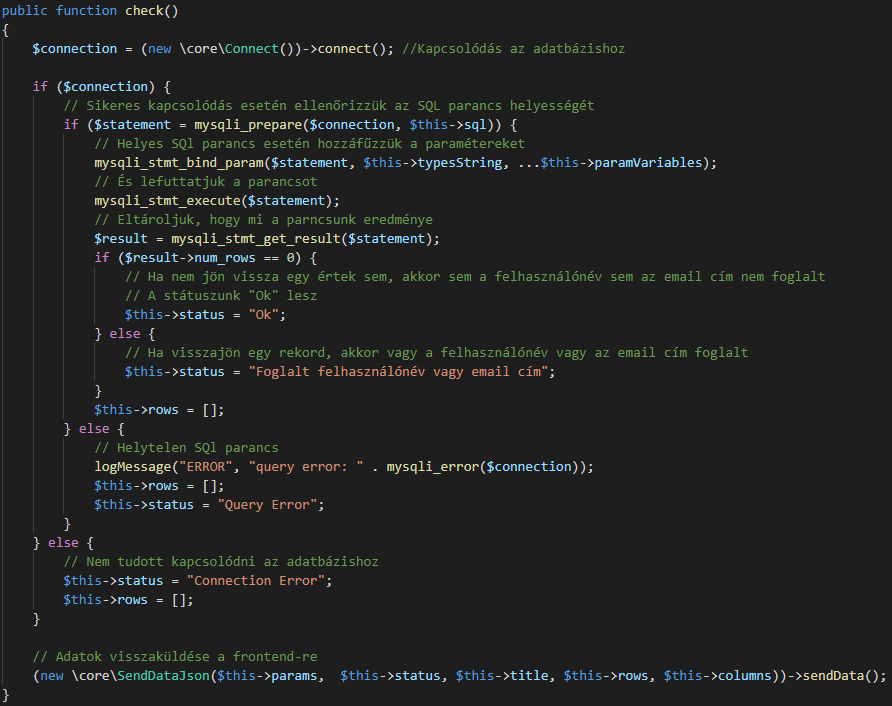 public function check()
{
    $connection = (new \core\Connect())->connect(); //Kapcsolódás az adatbázishoz

    if ($connection) {
        // Sikeres kapcsolódás esetén ellenőrizzük az SQL parancs helyességét
        if ($statement = mysqli_prepare($connection, $this->sql)) {
            // Helyes SQl parancs esetén hozzáfűzzük a paramétereket
            mysqli_stmt_bind_param($statement, $this->typesString, ...$this->paramVariables);
            // És lefuttatjuk a parancsot
            mysqli_stmt_execute($statement);
            // Eltároljuk, hogy mi a parncsunk eredménye
            $result = mysqli_stmt_get_result($statement);
            if ($result->num_rows == 0) {
                // Ha nem jön vissza egy értek sem, akkor sem a felhasználónév sem az email cím nem foglalt
                // A státuszunk "Ok" lesz
                $this->status = "Ok";
            } else {
                // Ha visszajön egy rekord, akkor vagy a felhasználónév vagy az email cím foglalt
                $this->status = "Foglalt felhasználónév vagy email cím";
            }
            $this->rows = [];
        } else {
            // Helytelen SQl parancs
            logMessage("ERROR", "query error: " . mysqli_error($connection));
            $this->rows = [];
            $this->status = "Query Error";
        }
    } else {
        // Nem tudott kapcsolódni az adatbázishoz
        $this->status = "Connection Error";
        $this->rows = [];
    }

    // Adatok visszaküldése a frontend-re
    (new \core\SendDataJson($this->params,  $this->status, $this->title, $this->rows, $this->columns))->sendData();
}